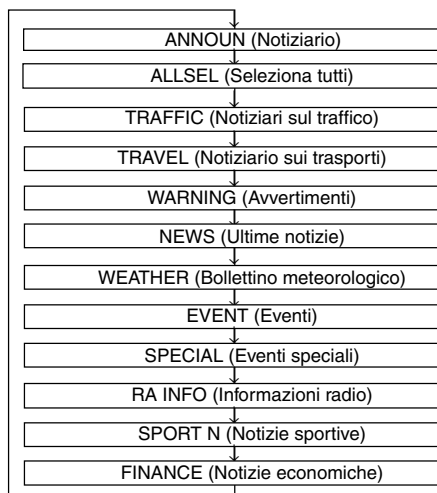 ANNOUN (Notiziario)
ALLSEL (Seleziona tutti)
TRAFFIC (Notiziari sul traffico)
TRAVEL (Notiziario sui trasporti)
WARNING (Avvertimenti)
NEWS (Ultime notizie)
WEATHER (Bollettino meteorologico)
EVENT (Eventi)
SPECIAL (Eventi speciali)
RA INFO (Informazioni radio)
SPORT N (Notizie sportive)
FINANCE (Notizie economiche)